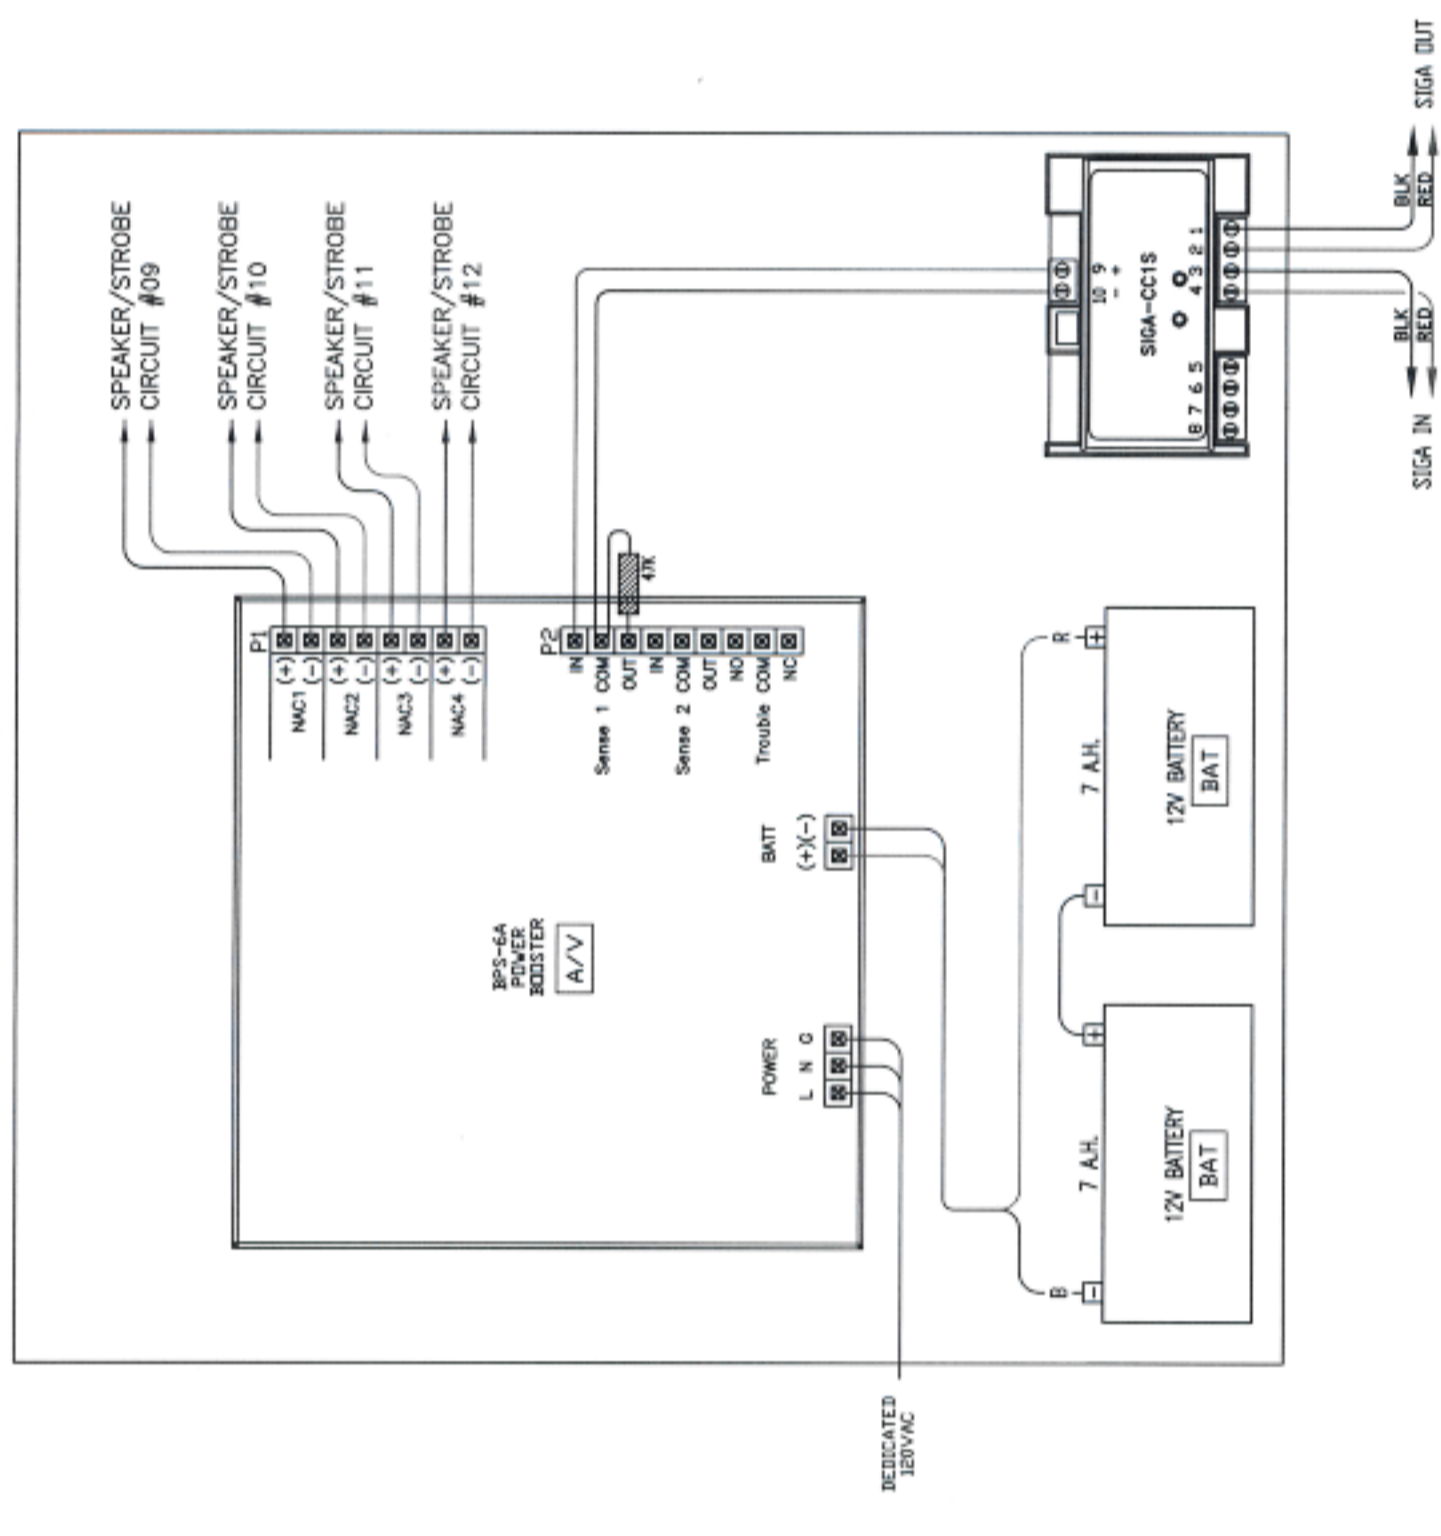 SPEAKER/STROBE
CIRCUIT #09
SPEAKER/STROBE
CIRCUIT #10
SPEAKER/STROBE
CIRCUIT #11
SPEAKER/STROBE
CIRCUIT #12
P1
(+)
(-)
NAC1
(+)
(-)
NAC2
(+)
(-)
NAC3
(+)
(-)
NAC4
P2
IN
Sense 1 COM
OUT
IN
Sense 2 COM
OUT
NO
Trouble COM
NC
47K
BPS-6A
POWER
BOOSTER
A/V
BATT
(+)(-)
POWER
L N G
DEDICATED
120VAC
B
R
-
+
7 A.H.
12V BATTERY
BAT
-
+
7 A.H.
12V BATTERY
BAT
10 9
- +
SIGA-CC1S
8 7 6 5 4 3 2 1
BLK
RED
SIGA IN
BLK
RED
SIGA OUT